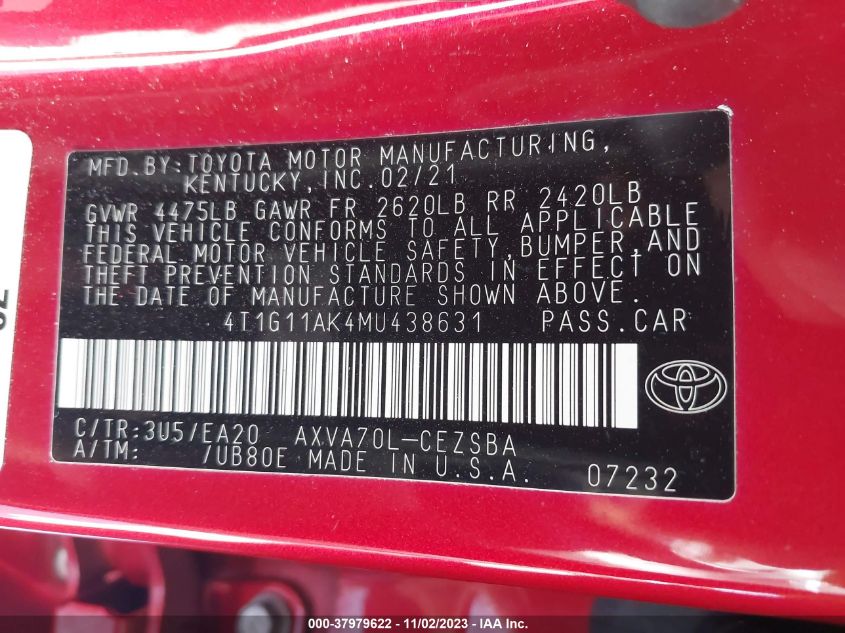 MFD. BY: TOYOTA MOTOR MANUFACTURING,
KENTUCKY, INC. 02/21
GVWR 4475LB GAWR FR 2620LB RR 2420LB
THIS VEHICLE CONFORMS TO ALL APPLICABLE
FEDERAL MOTOR VEHICLE SAFETY, BUMPER, AND
THEFT PREVENTION STANDARDS IN EFFECT ON
THE DATE OF MANUFACTURE SHOWN ABOVE.
4T1G11AK4MU438631 PASS. CAR
C/TR: 3U5/EA20 AXVA70L-CEZSBA
A/TM: /UB80E MADE IN U.S.A. 07232
000-37979622 - 11/02/2023 - IAA Inc.